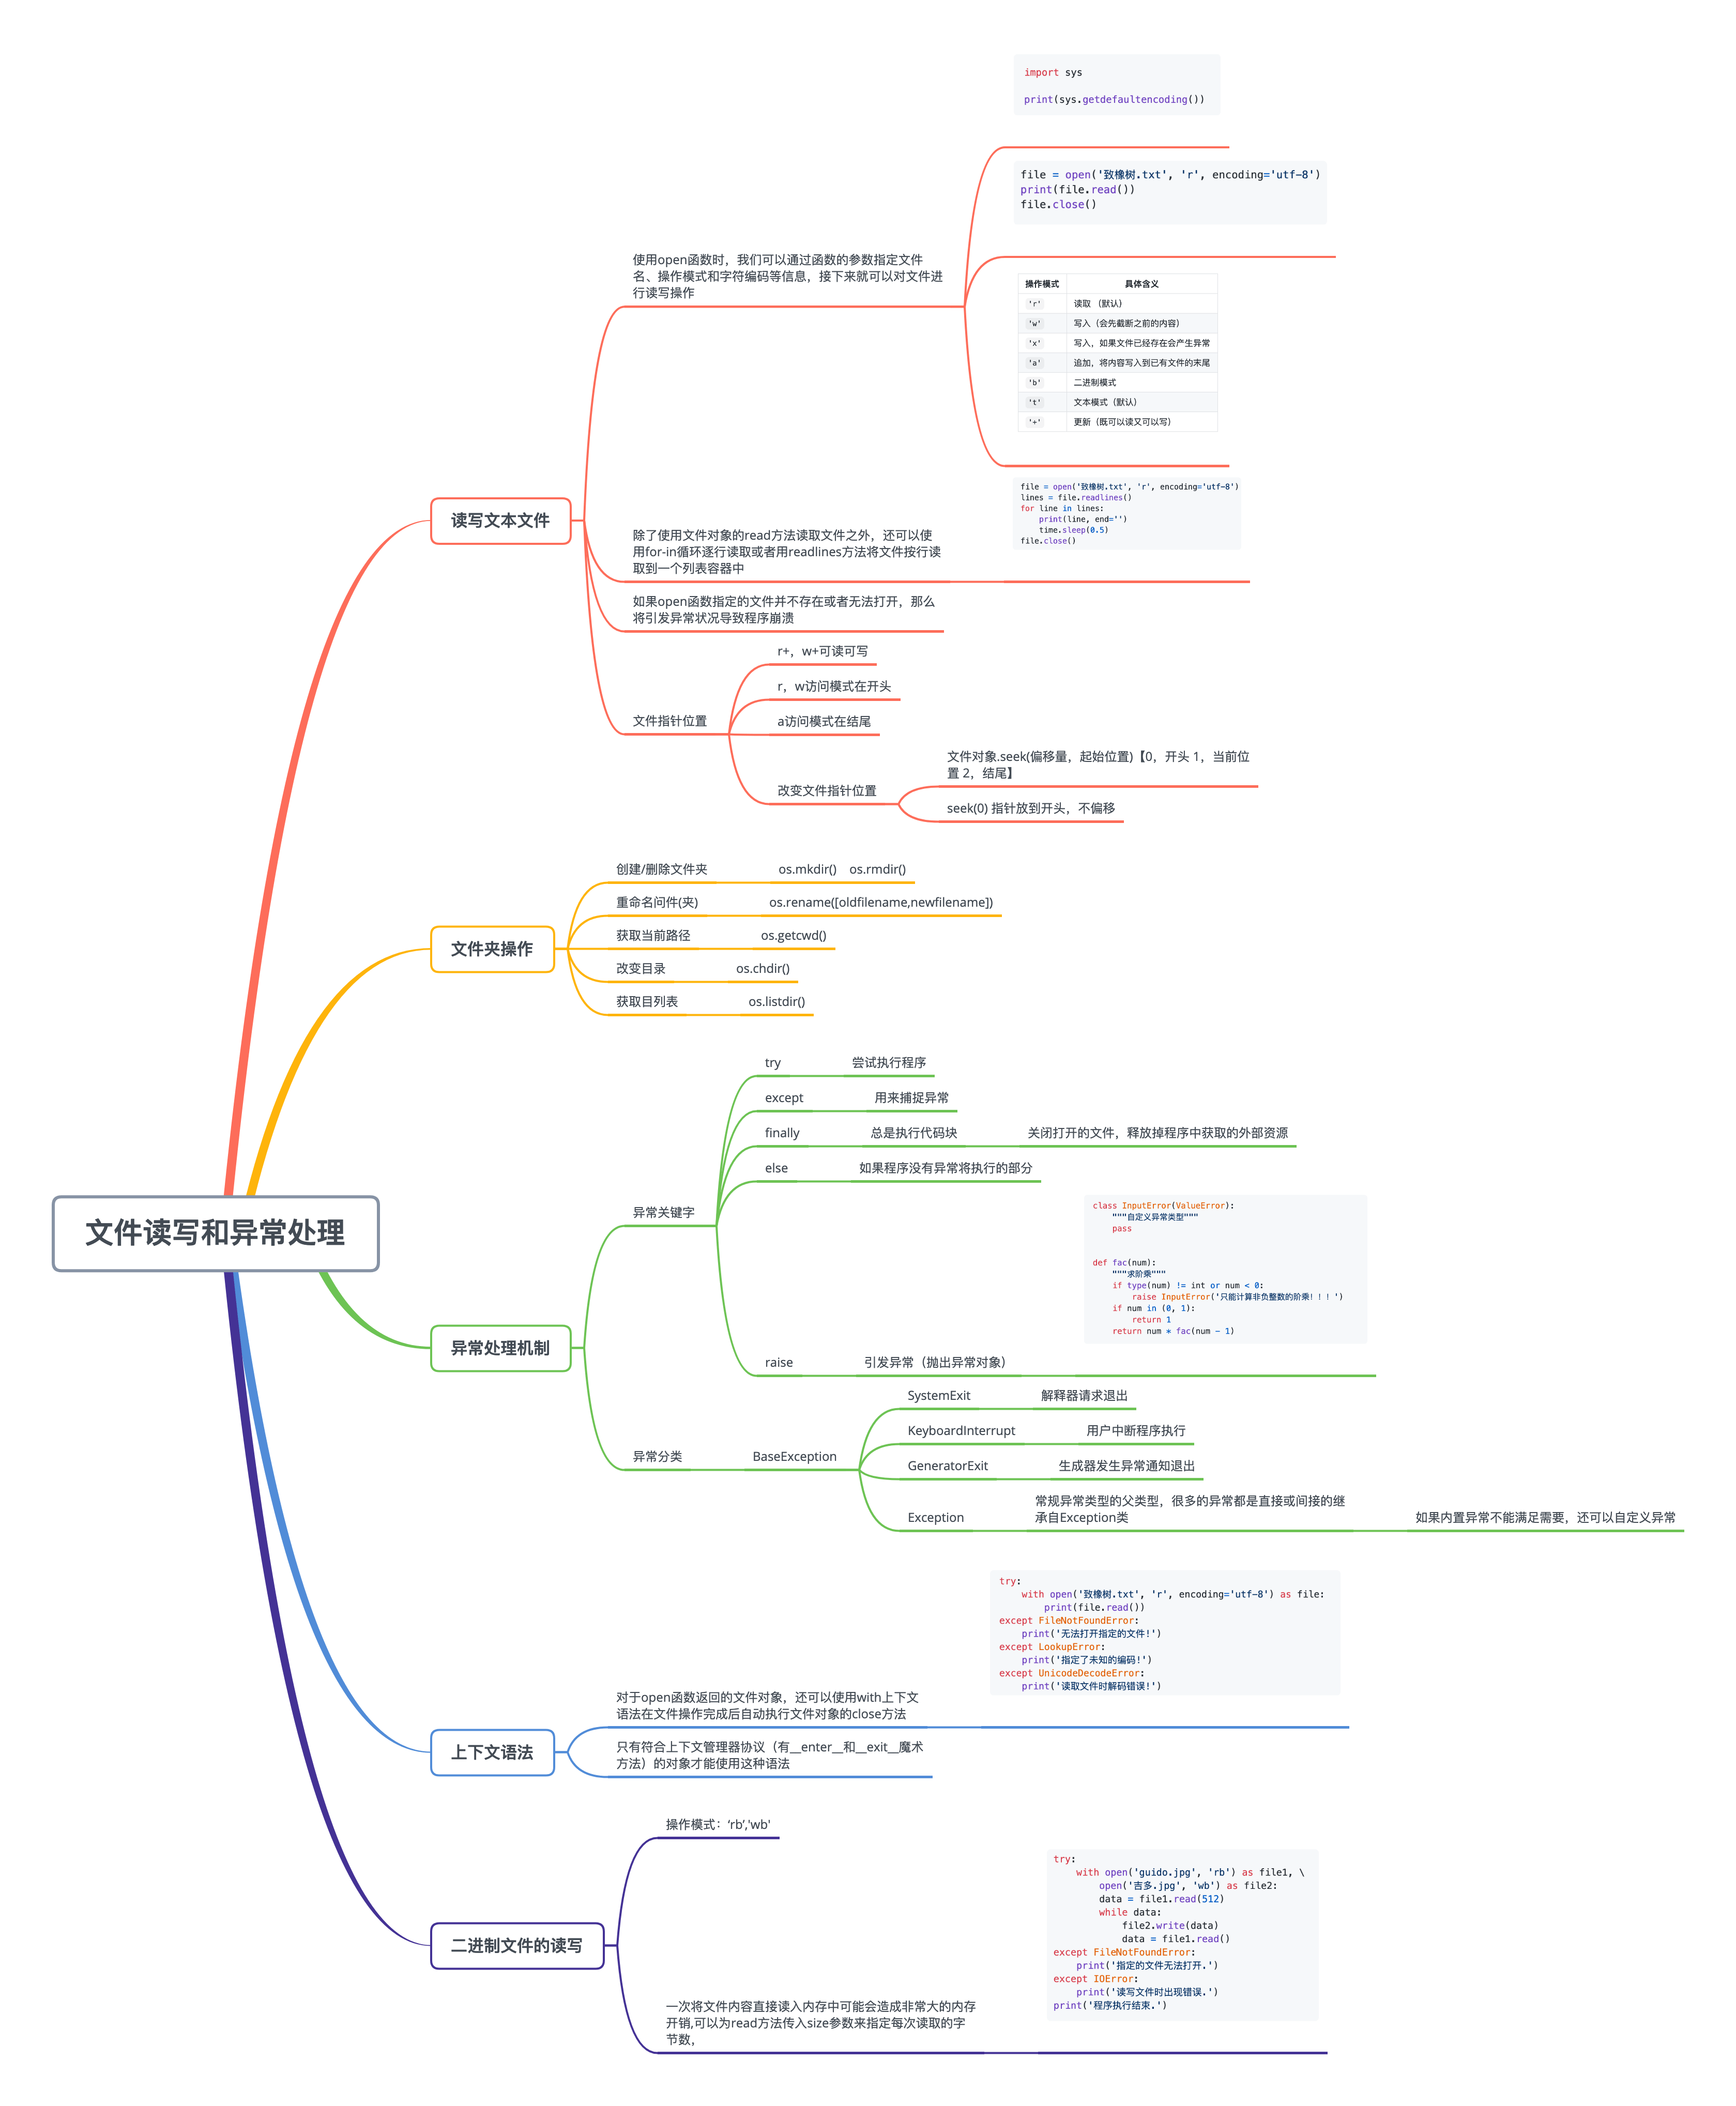 文件读写和异常处理
读写文本文件
使用open函数时，我们可以通过函数的参数指定文件
名、操作模式和字符编码等信息，接下来就可以对文件进
行读写操作
import sys
print(sys.getdefaultencoding())
file = open('致橡树.txt', 'r', encoding='utf-8')
print(file.read())
file.close()
操作模式 具体含义
'r' 读取 （默认）
'w' 写入（会先截断之前的内容）
'x' 写入，如果文件已经存在会产生异常
'a' 追加，将内容写入到已有文件的末尾
'b' 二进制模式
't' 文本模式（默认）
'+' 更新（既可以读又可以写）
除了使用文件对象的read方法读取文件之外，还可以使
用for-in循环逐行读取或者用readlines方法将文件按行读
取到一个列表容器中
file = open('致橡树.txt', 'r', encoding='utf-8')
lines = file.readlines()
for line in lines:
    print(line, end='')
    time.sleep(0.5)
file.close()
如果open函数指定的文件并不存在或者无法打开，那么
将引发异常状况导致程序崩溃
文件指针位置
r+，w+可读可写
r，w访问模式在开头
a访问模式在结尾
改变文件指针位置
文件对象.seek(偏移量，起始位置)【0，开头 1，当前位
置 2，结尾】
seek(0) 指针放到开头，不偏移
文件夹操作
创建/删除文件夹 os.mkdir() os.rmdir()
重命名问件(夹) os.rename([oldfilename,newfilename])
获取当前路径 os.getcwd()
改变目录 os.chdir()
获取目列表 os.listdir()
异常处理机制
异常关键字
try 尝试执行程序
except 用来捕捉异常
finally 总是执行代码块 关闭打开的文件，释放掉程序中获取的外部资源
else 如果程序没有异常将执行的部分
raise 引发异常（抛出异常对象）
class InputError(ValueError):
    """自定义异常类型"""
    pass
def fac(num):
    """求阶乘"""
    if type(num) != int or num < 0:
        raise InputError('只能计算非负整数的阶乘！！！')
    if num in (0, 1):
        return 1
    return num * fac(num - 1)
异常分类 BaseException
SystemExit 解释器请求退出
KeyboardInterrupt 用户中断程序执行
GeneratorExit 生成器发生异常通知退出
Exception
常规异常类型的父类型，很多的异常都是直接或间接的继
承自Exception类
如果内置异常不能满足需要，还可以自定义异常
上下文语法
对于open函数返回的文件对象，还可以使用with上下文
语法在文件操作完成后自动执行文件对象的close方法
try:
    with open('致橡树.txt', 'r', encoding='utf-8') as file:
        print(file.read())
except FileNotFoundError:
    print('无法打开指定的文件!')
except LookupError:
    print('指定了未知的编码!')
except UnicodeDecodeError:
    print('读取文件时解码错误!')
只有符合上下文管理器协议（有__enter__和__exit__魔术
方法）的对象才能使用这种语法
二进制文件的读写
操作模式：'rb','wb'
一次将文件内容直接读入内存中可能会造成非常大的内存
开销,可以为read方法传入size参数来指定每次读取的字
节数，
try:
    with open('guido.jpg', 'rb') as file1, \
        open('吉多.jpg', 'wb') as file2:
        data = file1.read(512)
        while data:
            file2.write(data)
            data = file1.read()
except FileNotFoundError:
    print('指定的文件无法打开.')
except IOError:
    print('读写文件时出现错误.')
print('程序执行结束.')